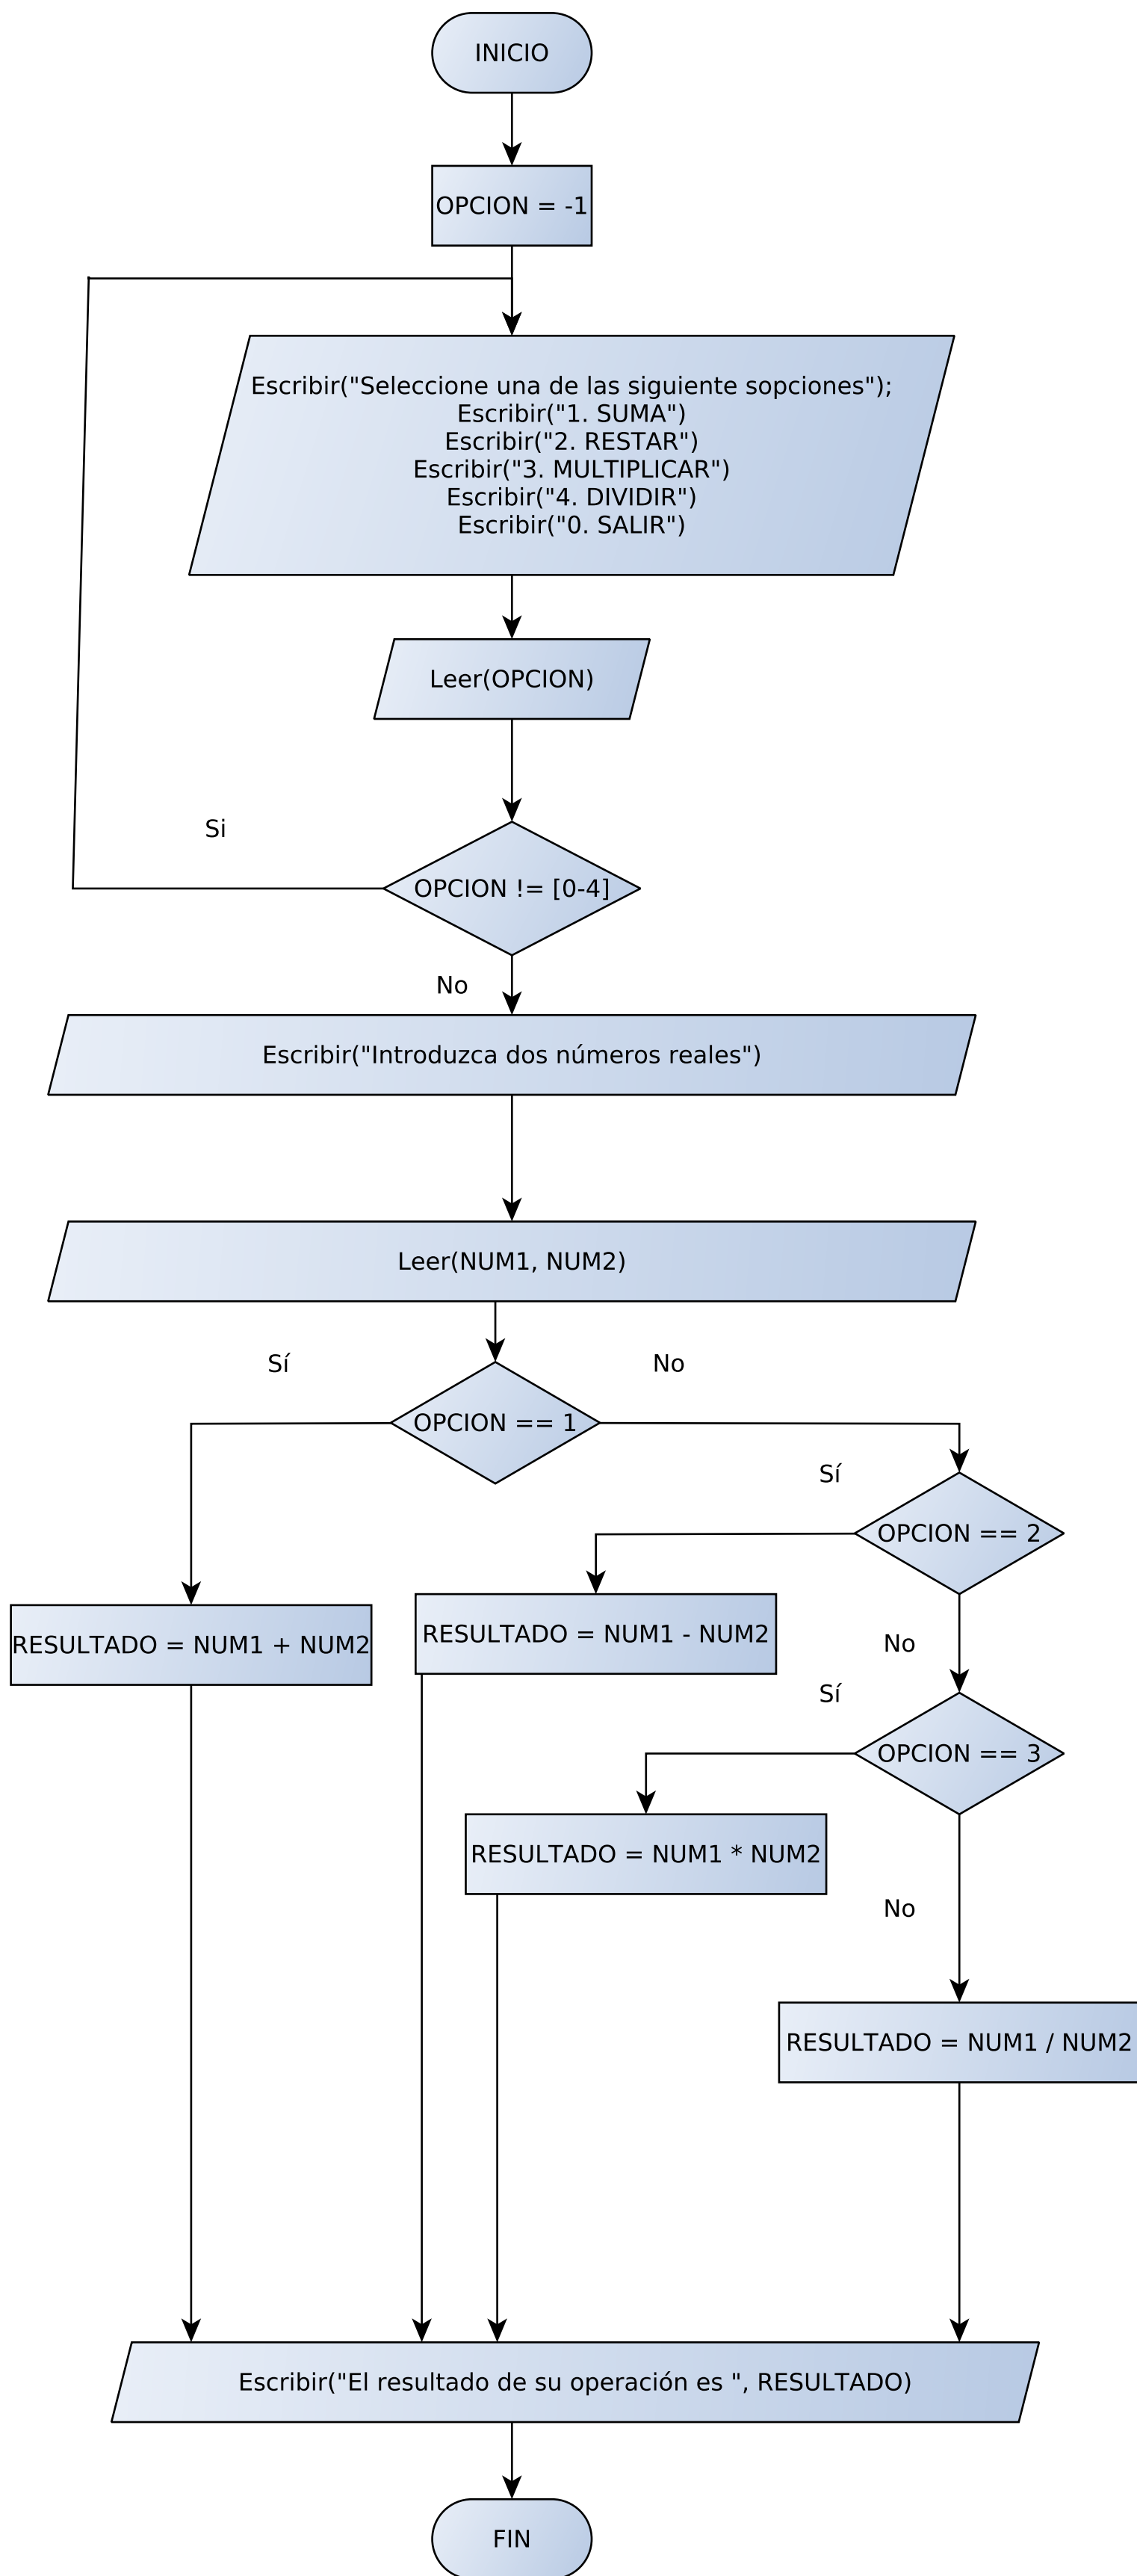 INICIO
OPCION = -1
Escribir("Seleccione una de las siguiente sopciones");
Escribir("1. SUMA")
Escribir("2. RESTAR")
Escribir("3. MULTIPLICAR")
Escribir("4. DIVIDIR")
Escribir("0. SALIR")
Leer(OPCION)
Si
OPCION != [0-4]
No
Escribir("Introduzca dos números reales")
Leer(NUM1, NUM2)
Sí
No
OPCION == 1
Sí
OPCION == 2
RESULTADO = NUM1 + NUM2
RESULTADO = NUM1 - NUM2
No
Sí
OPCION == 3
RESULTADO = NUM1 * NUM2
No
RESULTADO = NUM1 / NUM2
Escribir("El resultado de su operación es ", RESULTADO)
FIN